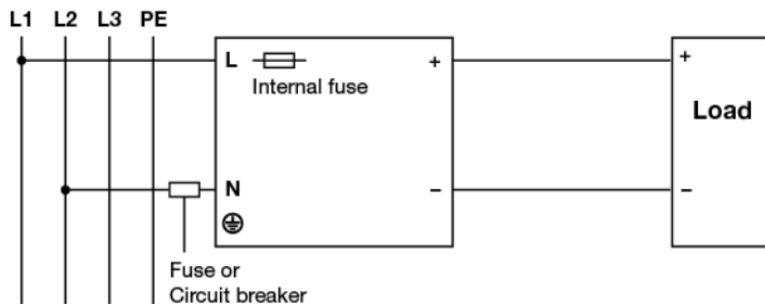 L1 L2 L3 PE
L
+
+
Internal fuse
Load
N
−
−
Fuse or
Circuit breaker